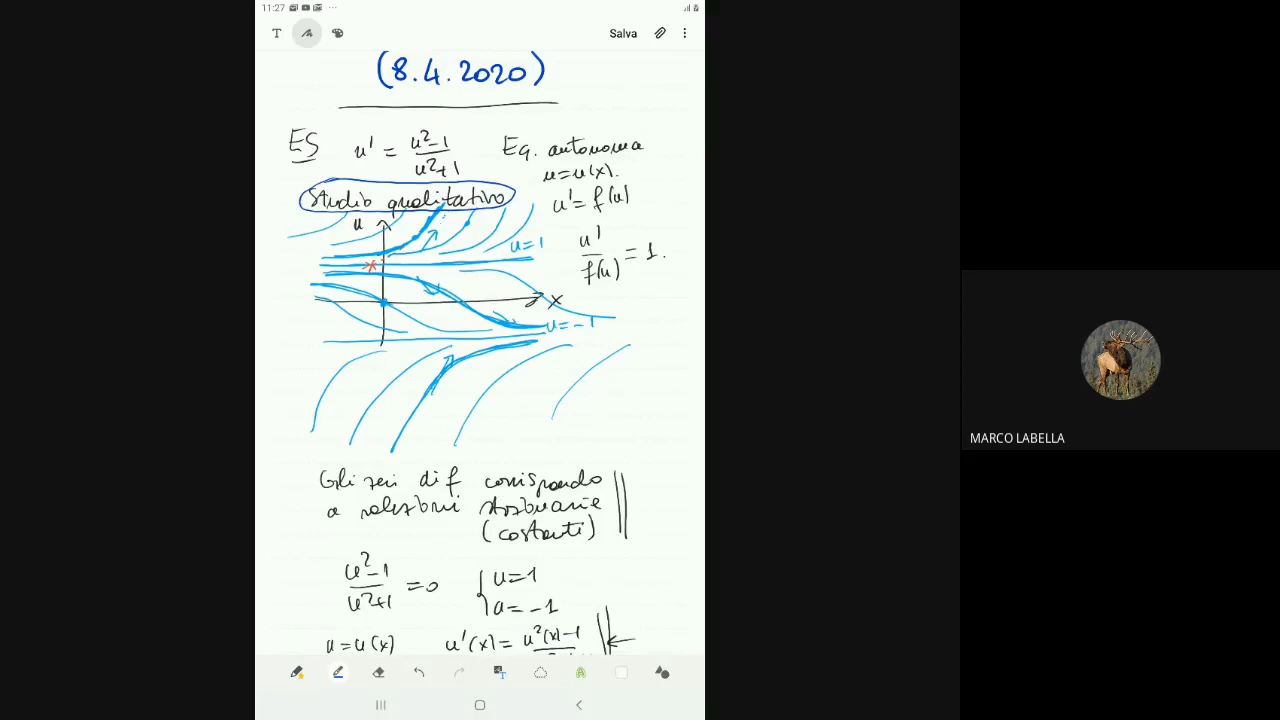 11:27
T
Salva
(8.4.2020)
ES u' = u²-1 / u²+1 Eq. autonoma
u=u(x).
Studio qualitativo u' = f(u)
u
u=1
u' / f(u) = 1.
x
u=-1
Gli zeri di f corrispondo
a soluzioni stazionarie
(costanti)
u²-1 / u²+1 =0 { u=1
u=-1
u=u(x) u'(x)= u²(x)-1
MARCO LABELLA